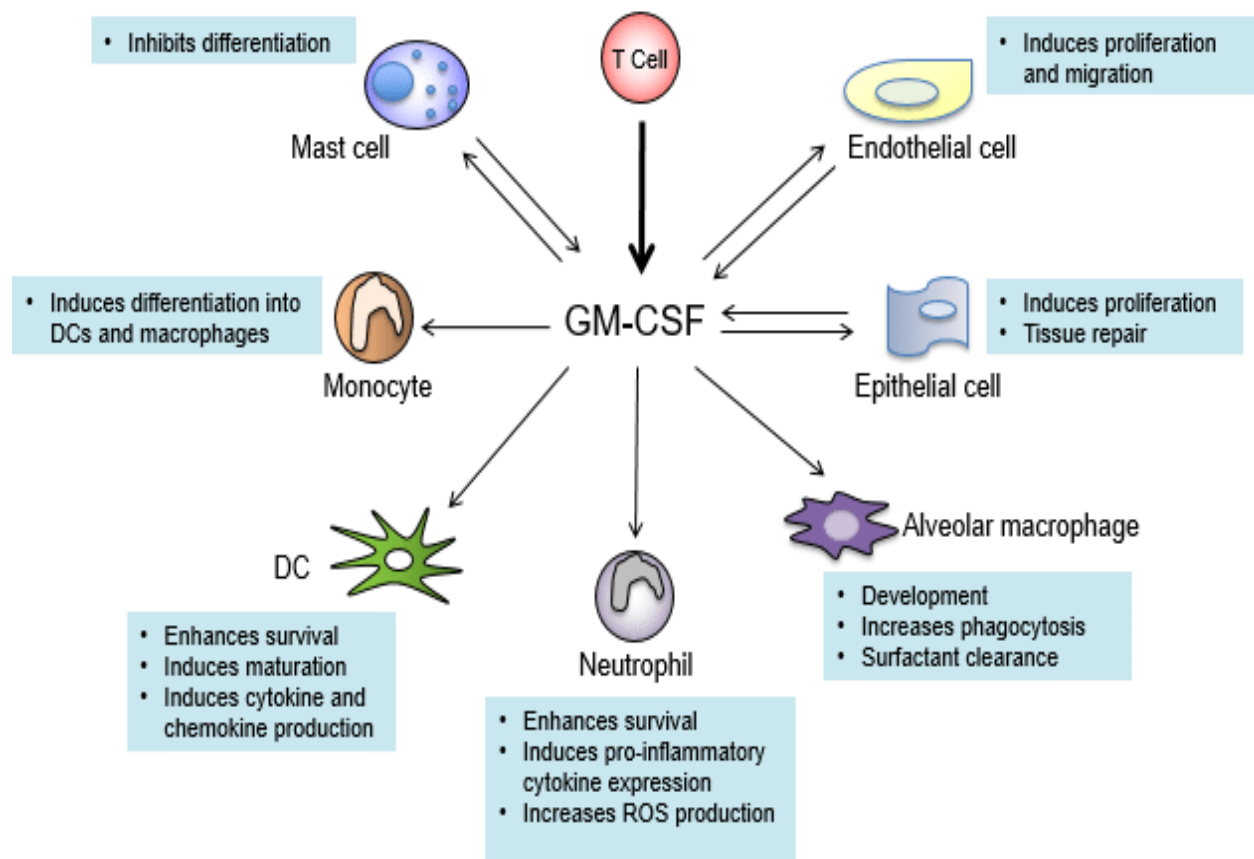 • Inhibits differentiation
Mast cell
T Cell
• Induces proliferation
and migration
Endothelial cell
• Induces differentiation into
DCs and macrophages
Monocyte
GM-CSF
• Induces proliferation
• Tissue repair
Epithelial cell
DC
• Enhances survival
• Induces maturation
• Induces cytokine and
chemokine production
Neutrophil
• Enhances survival
• Induces pro-inflammatory
cytokine expression
• Increases ROS production
Alveolar macrophage
• Development
• Increases phagocytosis
• Surfactant clearance